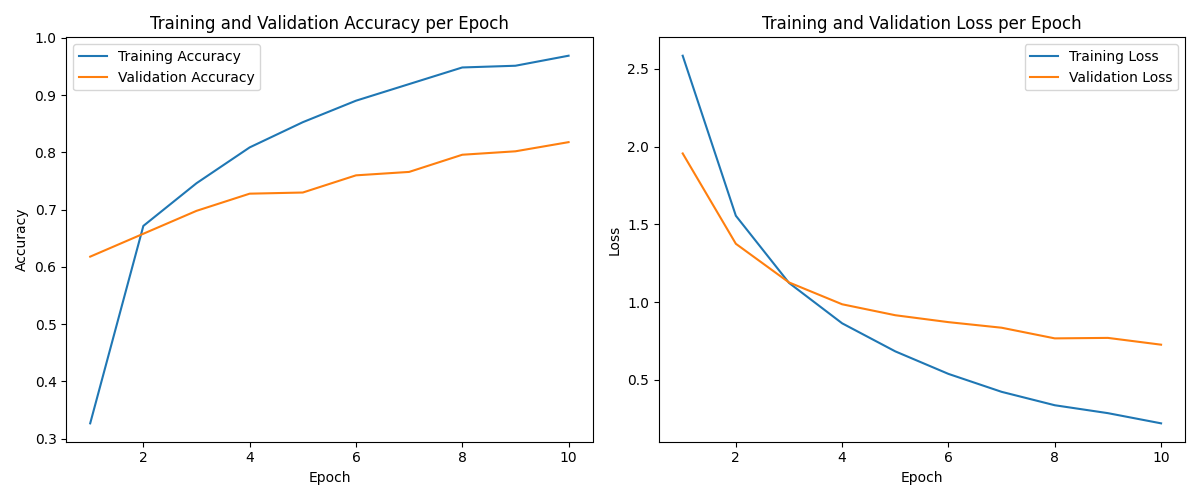 Training and Validation Accuracy per Epoch
1.0
0.9
0.8
0.7
0.6
0.5
0.4
0.3
Accuracy
Training Accuracy
Validation Accuracy
2 4 6 8 10
Epoch
Training and Validation Loss per Epoch
2.5
2.0
1.5
1.0
0.5
Loss
Training Loss
Validation Loss
2 4 6 8 10
Epoch